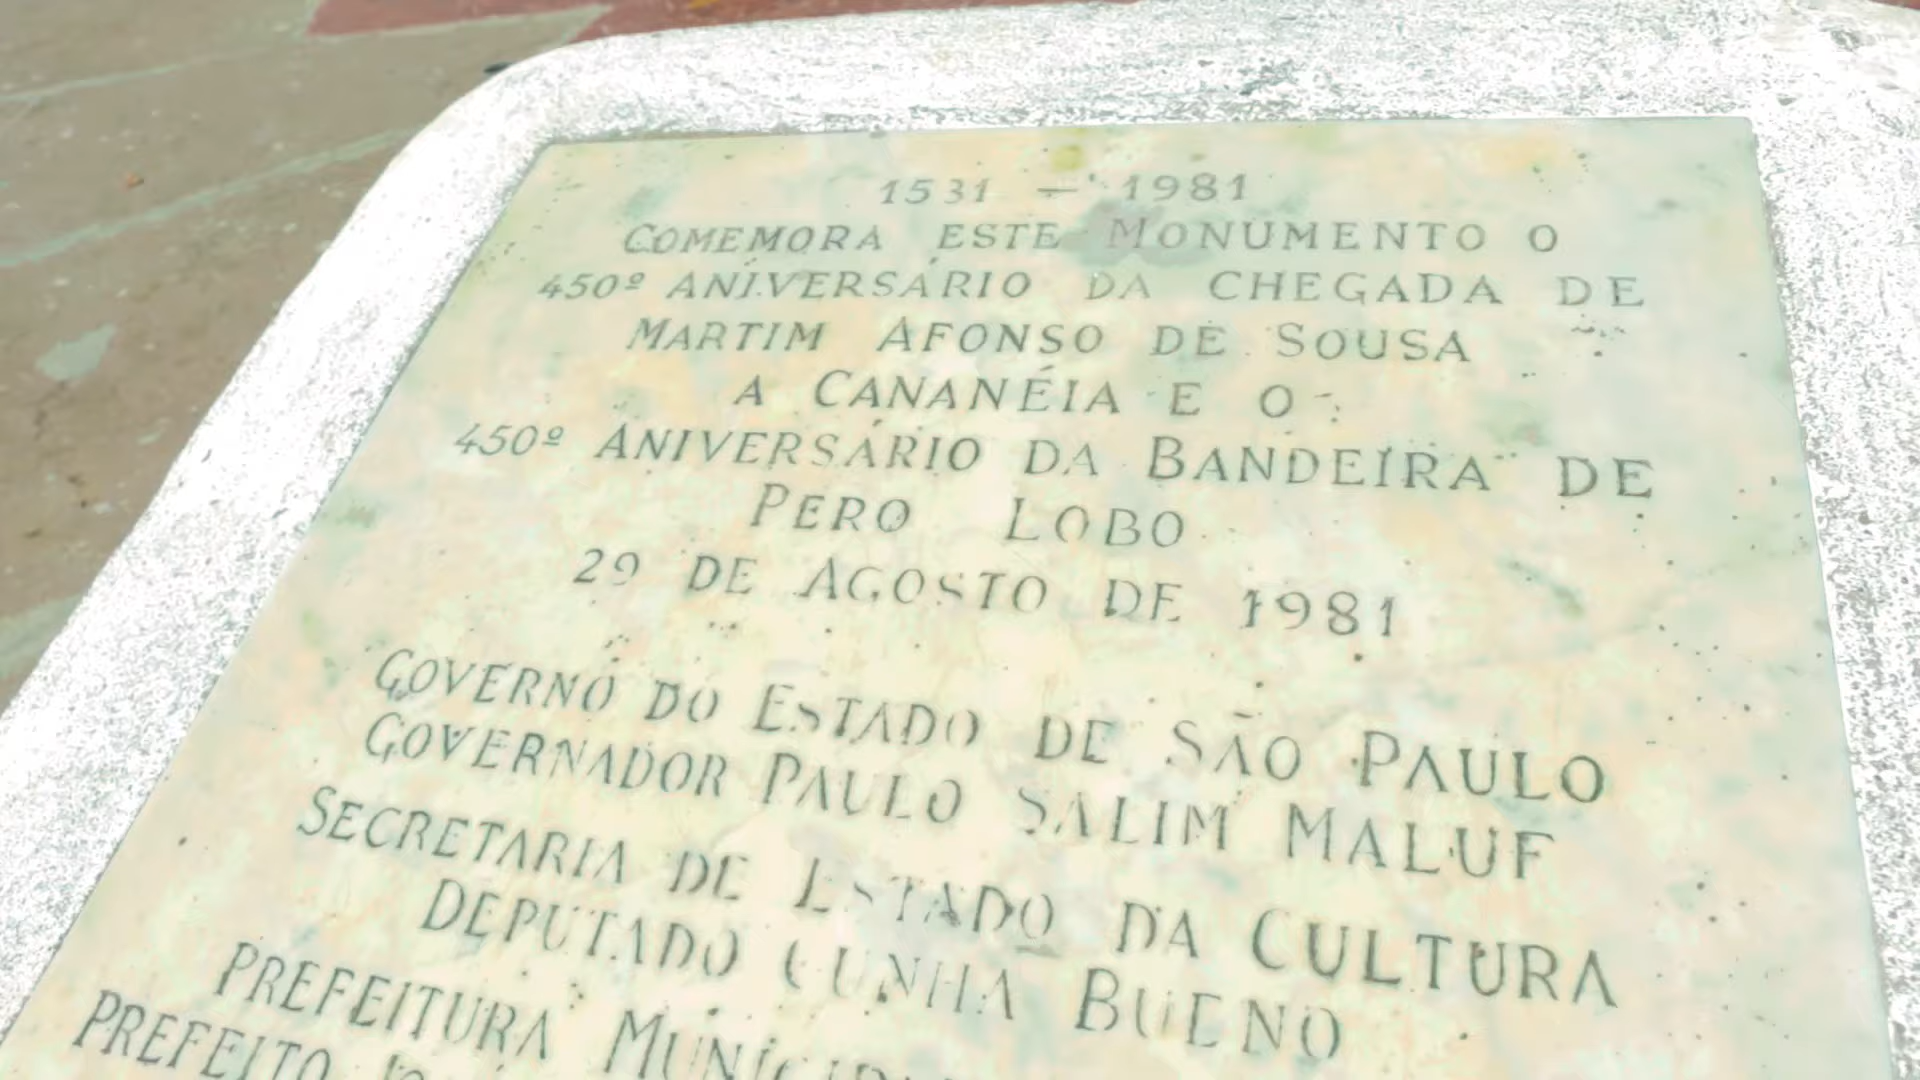 1531 - 1981
COMEMORA ESTE MONUMENTO O
450º ANIVERSÁRIO DA CHEGADA DE
MARTIM AFONSO DE SOUSA
A CANANÉIA E O
450º ANIVERSÁRIO DA BANDEIRA DE
PERO LOBO
29 DE AGOSTO DE 1981
GOVERNO DO ESTADO DE SÃO PAULO
GOVERNADOR PAULO SALIM MALUF
SECRETARIA DE ESTADO DA CULTURA
DEPUTADO CUNHA BUENO
PREFEITURA
PREFEITO